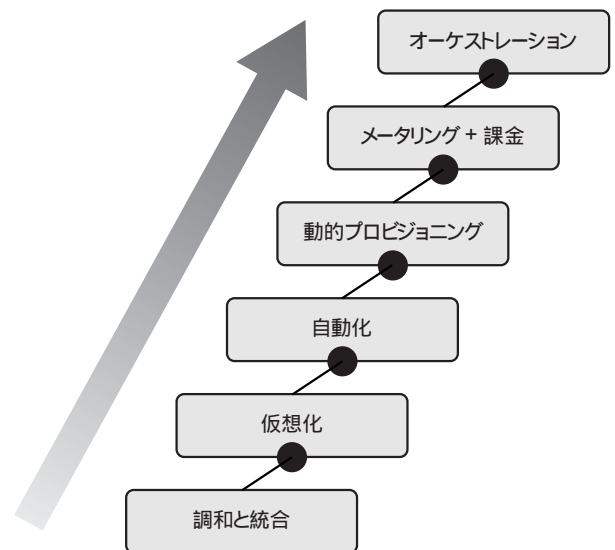 オーケストレーション
メータリング + 課金
動的プロビジョニング
自動化
仮想化
調和と統合